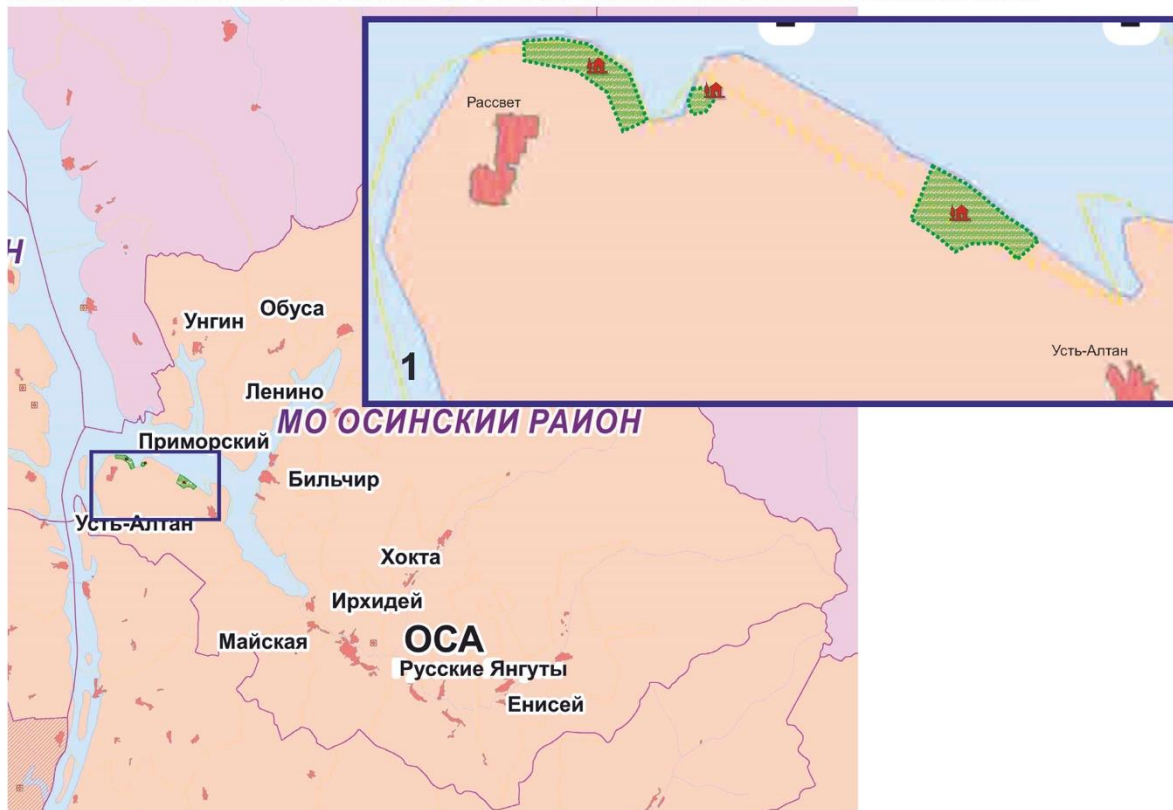 Рассвет
1
Усть-Алтан
Н
Обуса
Унгин
Ленино
МО ОСИНСКИЙ РАЙОН
Приморский
Бильчир
Усть-Алтан
Хокта
Ирхидей
Майская
ОСА
Русские Янгуты
Енисей